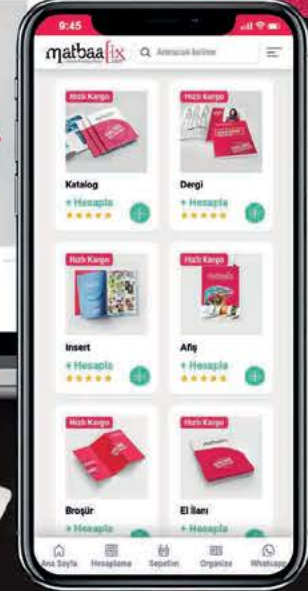 9:45
matbaafix
Aranacak kelime
Hızlı Kargo
Hızlı Kargo
Katalog
Dergi
+ Hesapla
+ Hesapla
Hızlı Kargo
Hızlı Kargo
Insert
Afiş
+ Hesapla
+ Hesapla
Hızlı Kargo
Hızlı Kargo
Broşür
El İlanı
+ Hesapla
+ Hesapla
Ana Sayfa
Hesaplama
Sepetim
Organize
Whatsapp